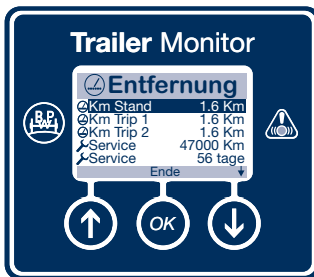 Trailer Monitor
Entfernung
Km Stand 1.6 Km
Km Trip 1 1.6 Km
Km Trip 2 1.6 Km
Service 47000 Km
Service 56 tage
Ende
BPW
OK